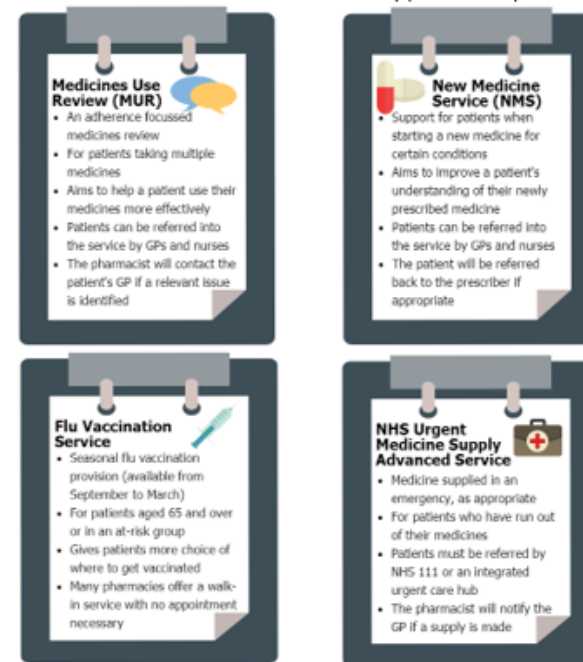 Medicines Use
Review (MUR)
• An adherence focussed
medicines review
• For patients taking multiple
medicines
• Aims to help a patient use their
medicines more effectively
• Patients can be referred into
the service by GPs and nurses
• The pharmacist will contact the
patient's GP if a relevant issue
is identified
New Medicine
Service (NMS)
• Support for patients when
starting a new medicine for
certain conditions
• Aims to improve a patient's
understanding of their newly
prescribed medicine
• Patients can be referred into
the service by GPs and nurses
• The patient will be referred
back to the prescriber if
appropriate
Flu Vaccination
Service
• Seasonal flu vaccination
provision (available from
September to March)
• For patients aged 65 and over
or in an at-risk group
• Gives patients more choice of
where to get vaccinated
• Many pharmacies offer a walk-
in service with no appointment
necessary
NHS Urgent
Medicine Supply
Advanced Service
• Medicine supplied in an
emergency, as appropriate
• For patients who have run out
of their medicines
• Patients must be referred by
NHS 111 or an integrated
urgent care hub
• The pharmacist will notify the
GP if a supply is made